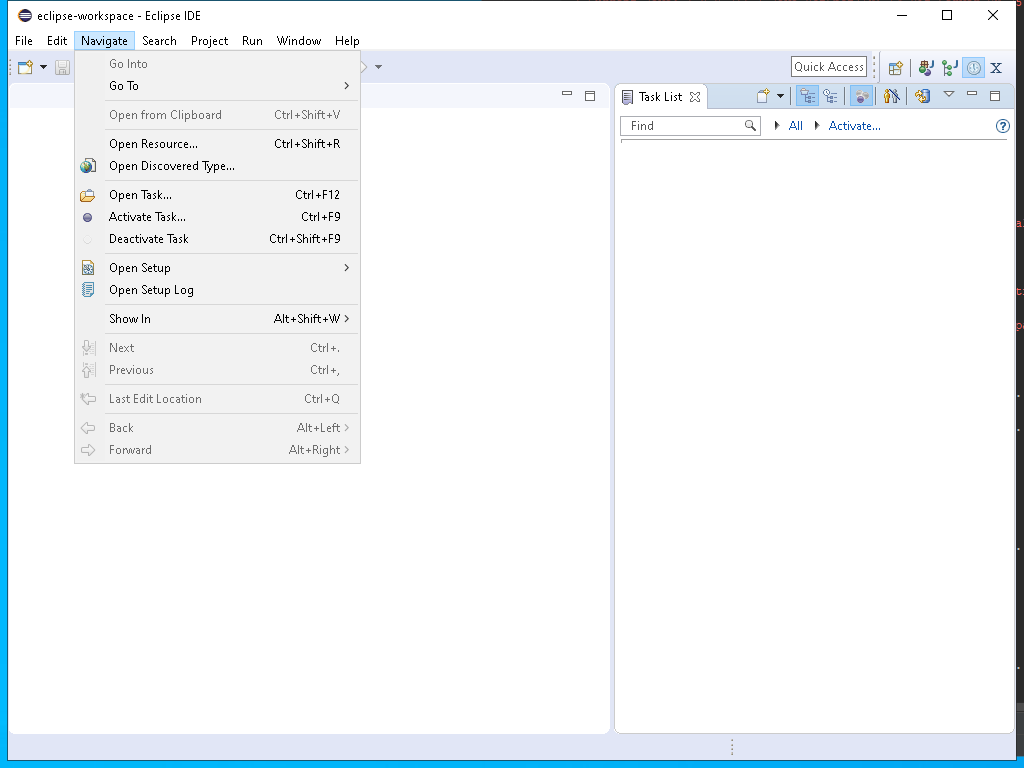 eclipse-workspace - Eclipse IDE
File Edit Navigate Search Project Run Window Help
Quick Access
Go Into
Go To
Open from Clipboard Ctrl+Shift+V
Open Resource... Ctrl+Shift+R
Open Discovered Type...
Open Task... Ctrl+F12
Activate Task... Ctrl+F9
Deactivate Task Ctrl+Shift+F9
Open Setup
Open Setup Log
Show In Alt+Shift+W
Next Ctrl+.
Previous Ctrl+,
Last Edit Location Ctrl+Q
Back Alt+Left
Forward Alt+Right
Task List
Find All Activate...